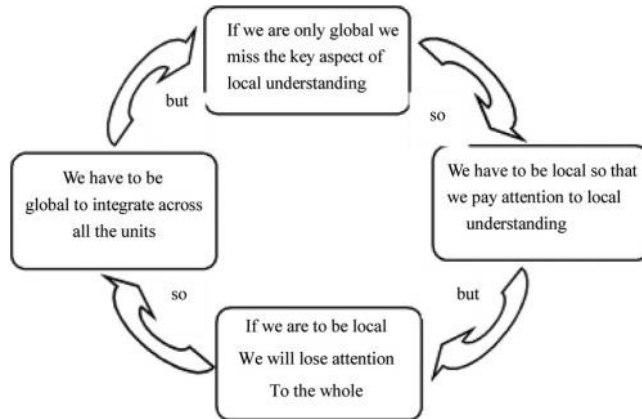 If we are only global we
miss the key aspect of
local understanding
but
so
We have to be
global to integrate across
all the units
We have to be local so that
we pay attention to local
understanding
so
but
If we are to be local
We will lose attention
To the whole